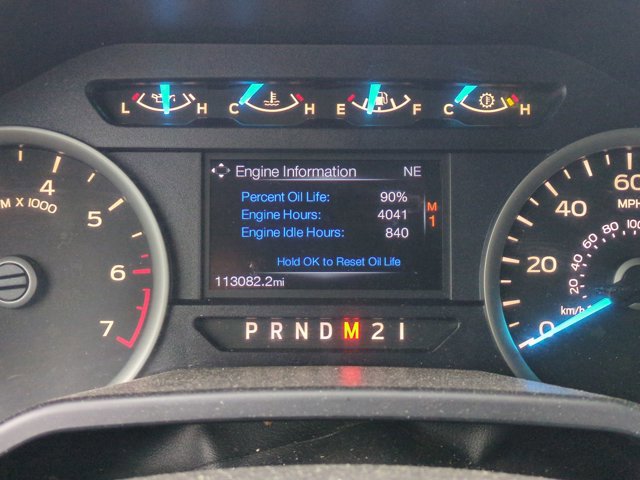 L H C H E F C H
Engine Information NE
Percent Oil Life: 90%
Engine Hours: 4041
Engine Idle Hours: 840
M
1
Hold OK to Reset Oil Life
113082.2mi
4
5
6
7
M X 1000
60
MPH
40
20
0
20
40
60
80
100
km/h
P R N D M 2 1